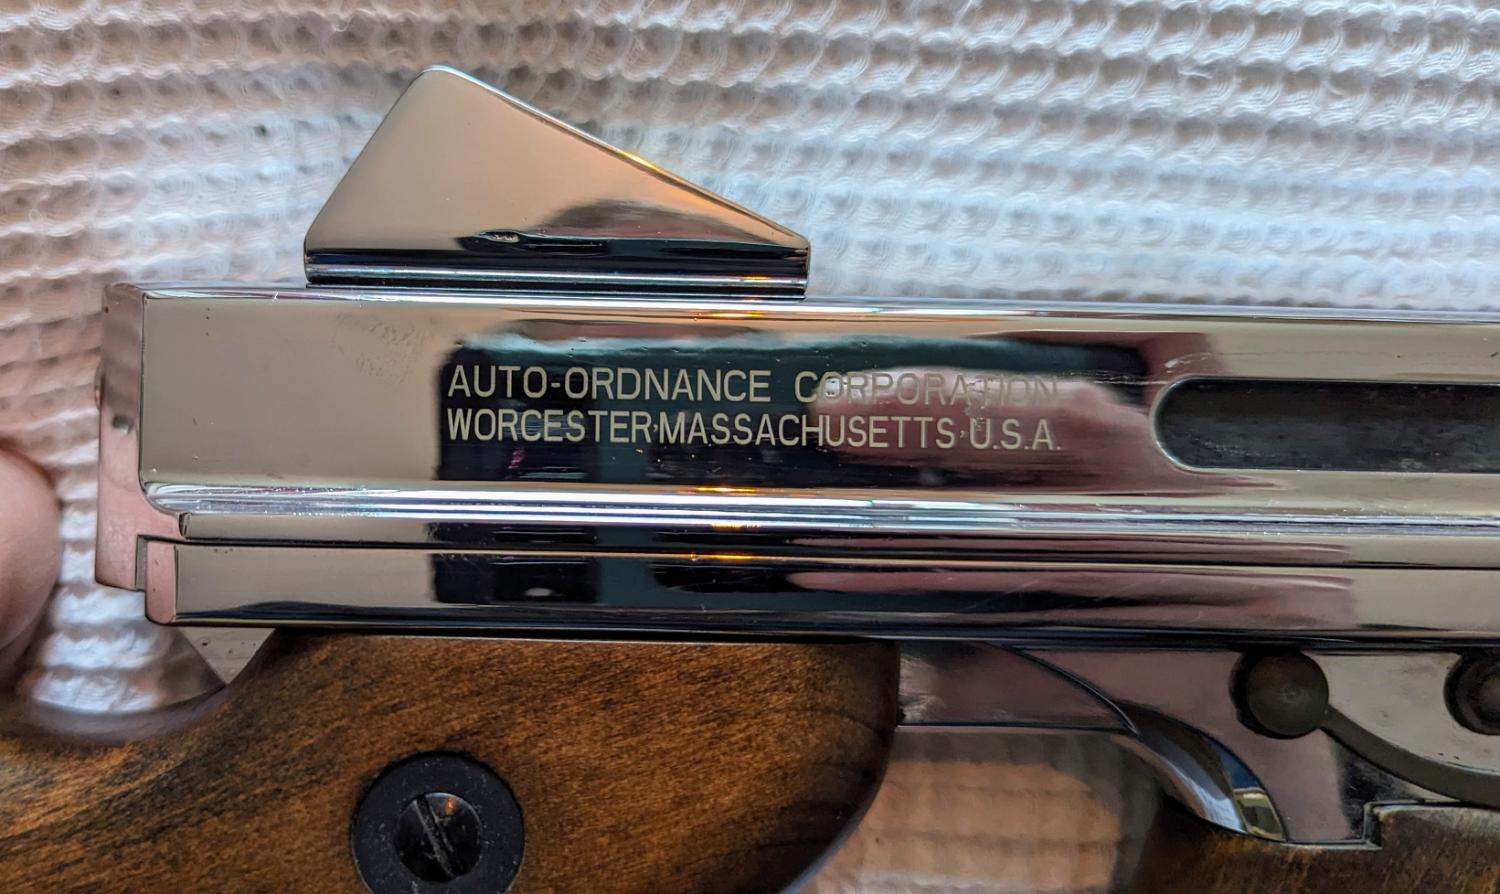 AUTO-ORDNANCE CORPORATION
WORCESTER, MASSACHUSETTS, U.S.A.